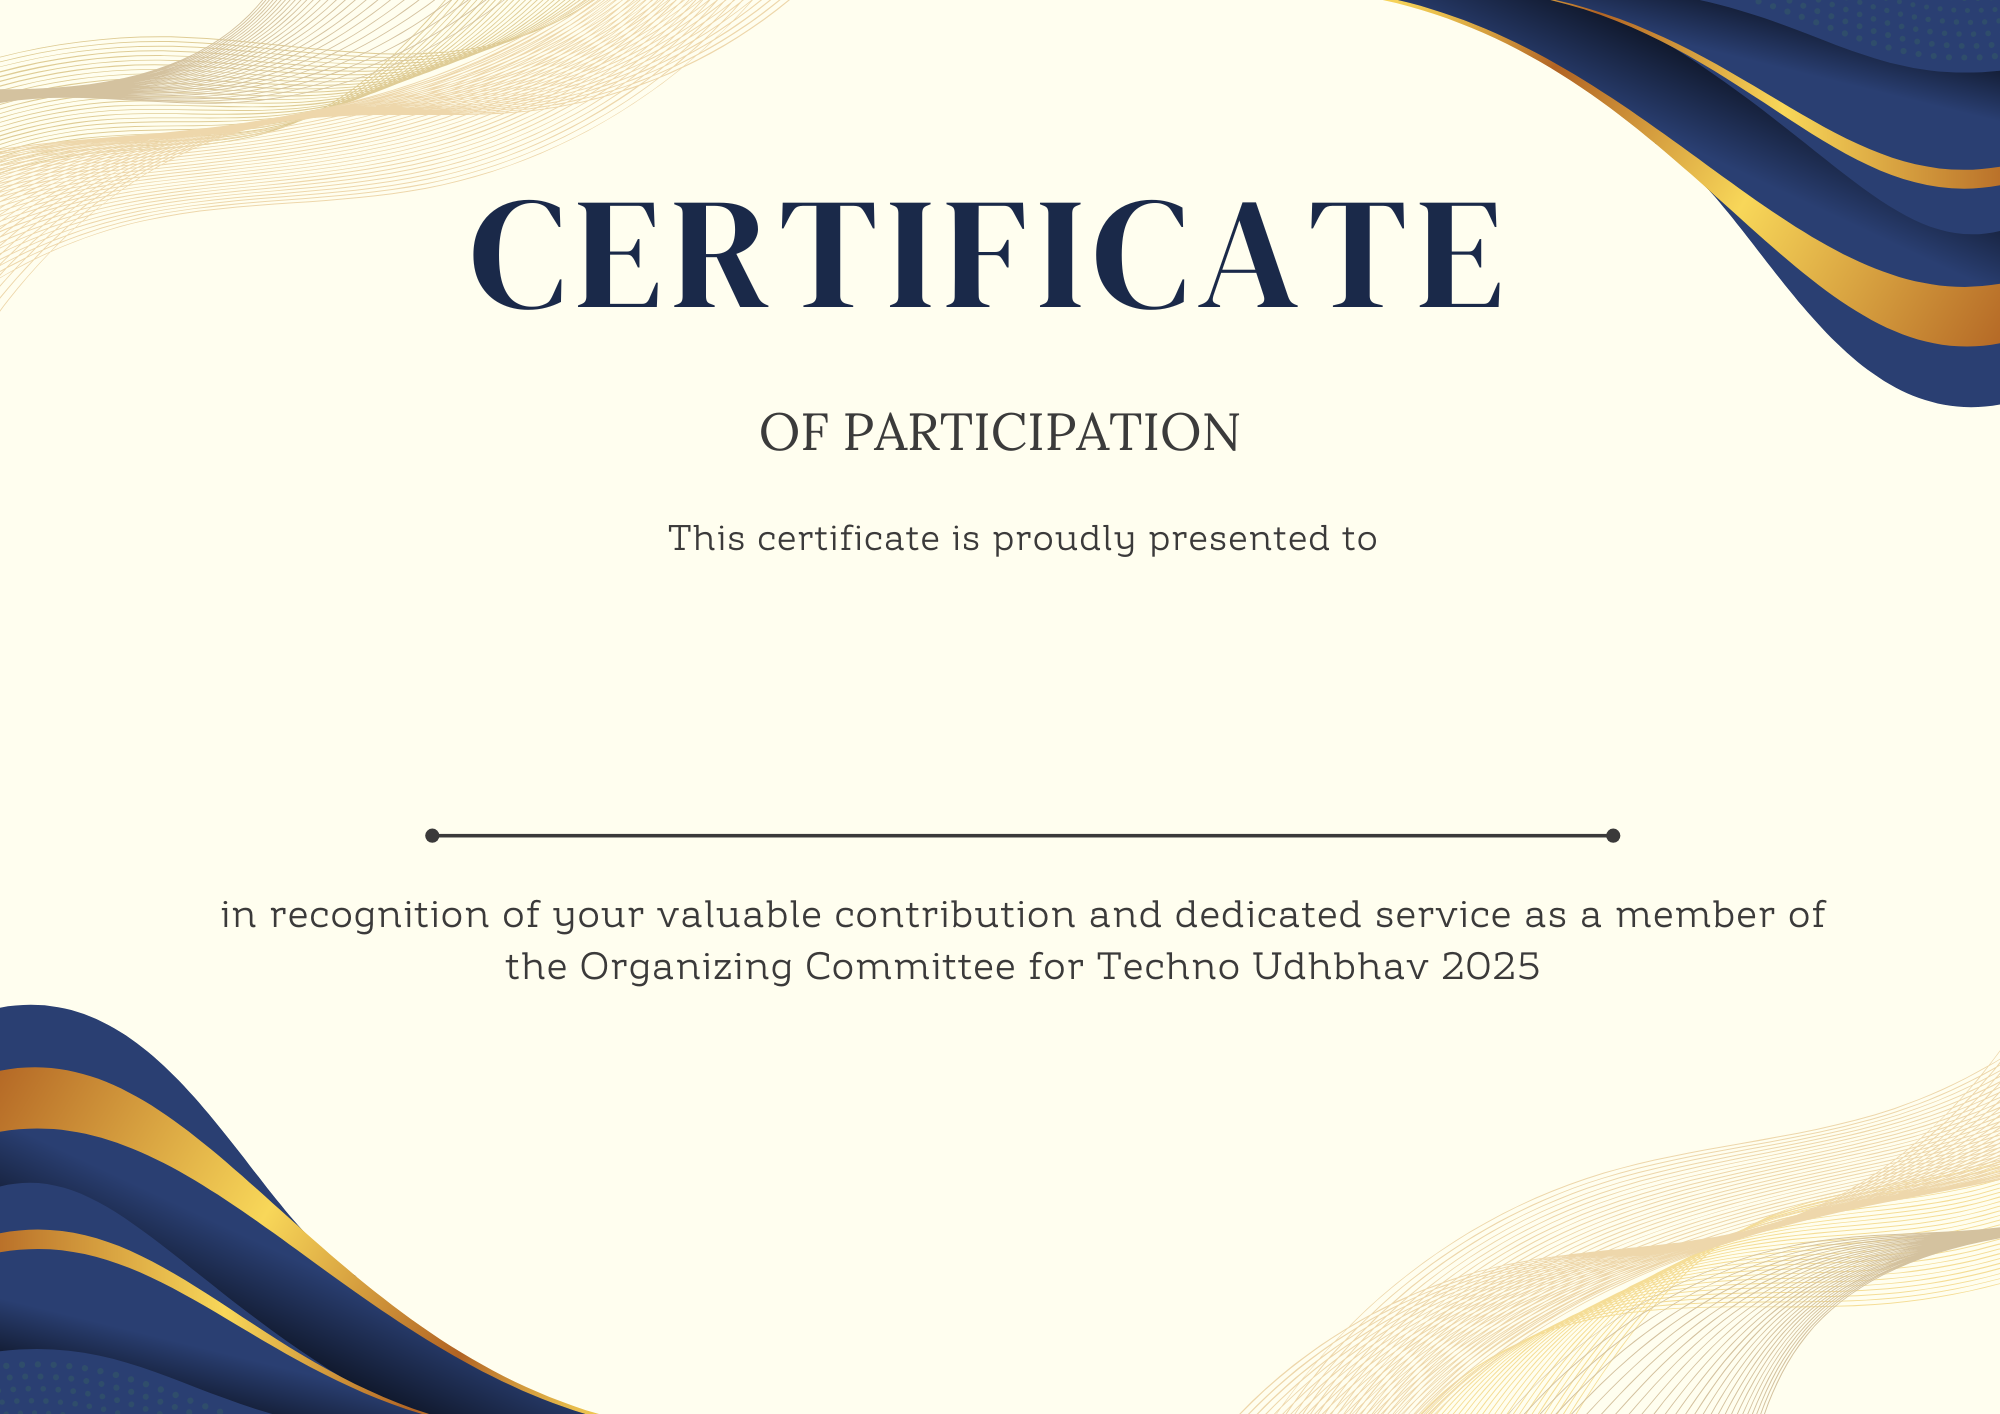 CERTIFICATE
OF PARTICIPATION
This certificate is proudly presented to
in recognition of your valuable contribution and dedicated service as a member of
the Organizing Committee for Techno Udhbhav 2025